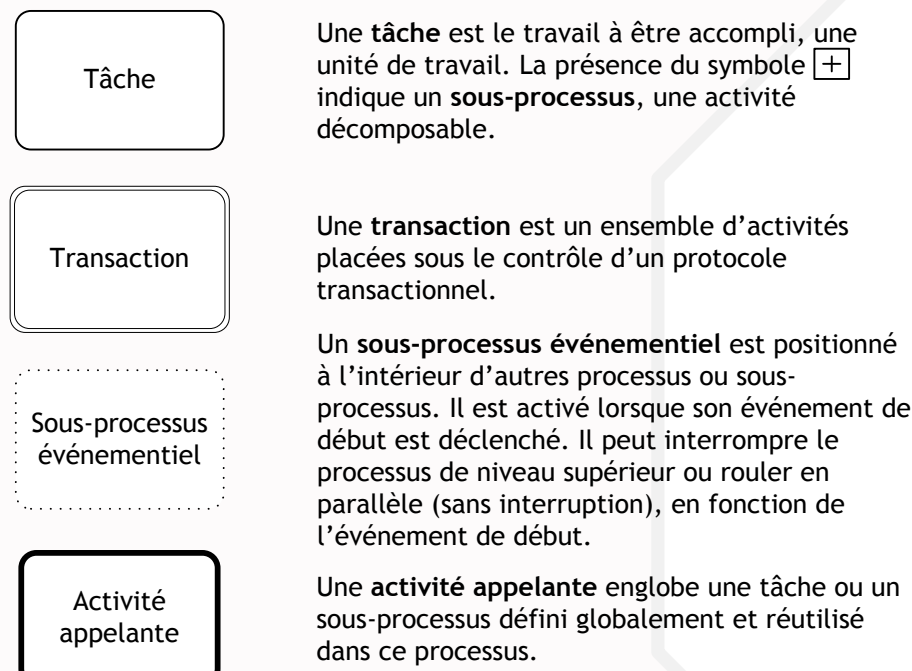 Tâche
Une tâche est le travail à être accompli, une
unité de travail. La présence du symbole +
indique un sous-processus, une activité
décomposable.
Transaction
Une transaction est un ensemble d’activités
placées sous le contrôle d’un protocole
transactionnel.
Sous-processus
événementiel
Un sous-processus événementiel est positionné
à l’intérieur d’autres processus ou sous-
processus. Il est activé lorsque son événement de
début est déclenché. Il peut interrompre le
processus de niveau supérieur ou rouler en
parallèle (sans interruption), en fonction de
l’événement de début.
Activité
appelante
Une activité appelante englobe une tâche ou un
sous-processus défini globalement et réutilisé
dans ce processus.